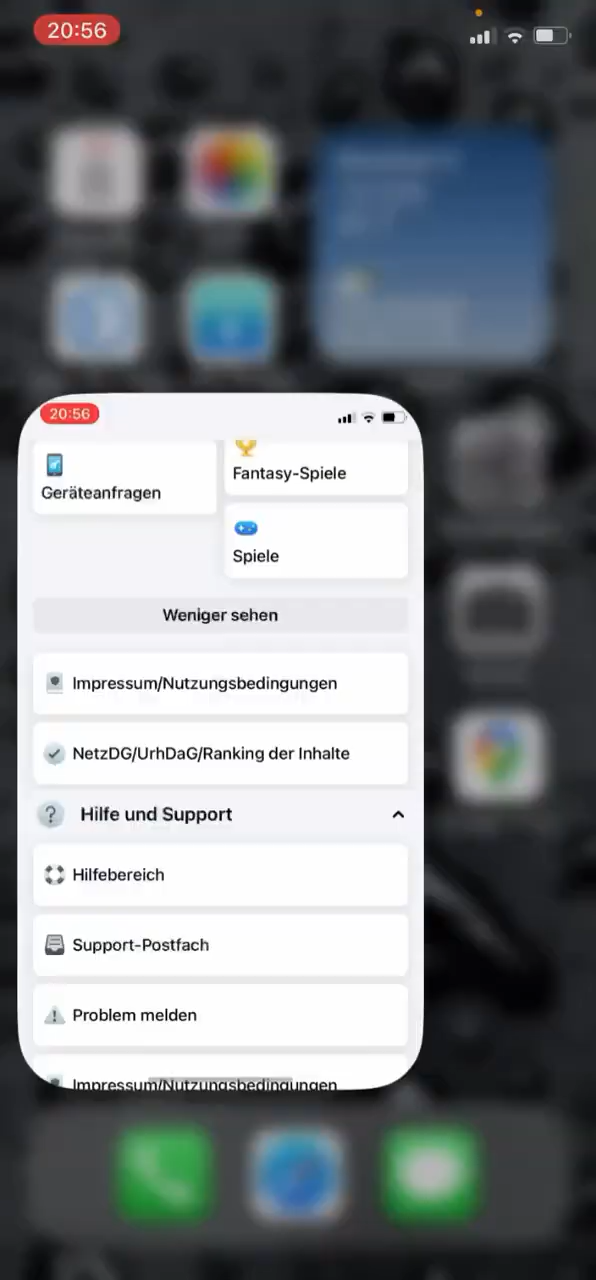 20:56
20:56
Geräteanfragen
Fantasy-Spiele
Spiele
Weniger sehen
Impressum/Nutzungsbedingungen
NetzDG/UrhDaG/Ranking der Inhalte
Hilfe und Support
Hilfebereich
Support-Postfach
Problem melden
Impressum/Nutzungsbedingungen